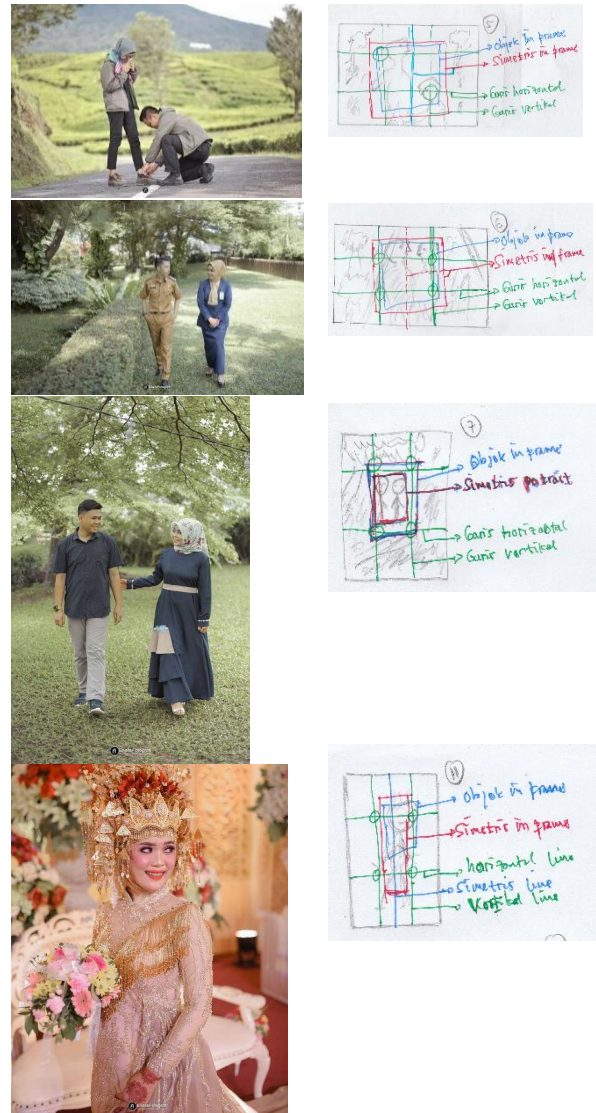 5
Objek in frame
Simetris in frame
Garis horizontal
Garis vertikal
6
Objek in frame
Simetris in frame
Garis horizontal
Garis vertikal
7
Objek in frame
Simetris potrait
Garis horizontal
Garis vertikal
11
Objek in frame
Simetris in frame
horizontal line
Simetris line
Vertikal line